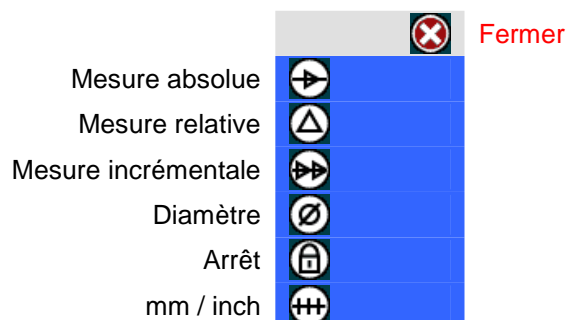 Fermer
Mesure absolue
Mesure relative
Mesure incrémentale
Diamètre
Arrêt
mm / inch